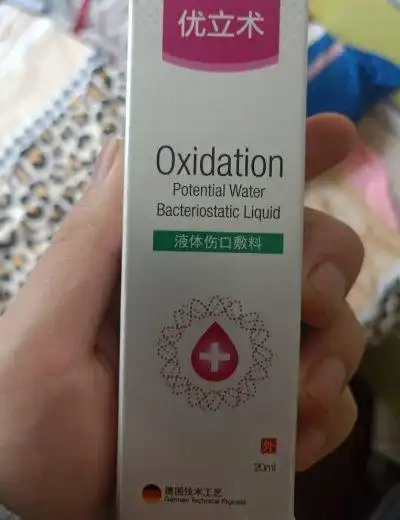 优立术
Oxidation
Potential Water
Bacteriostatic Liquid
液体伤口敷料
外
20ml
德国技术工艺
German Technical Process